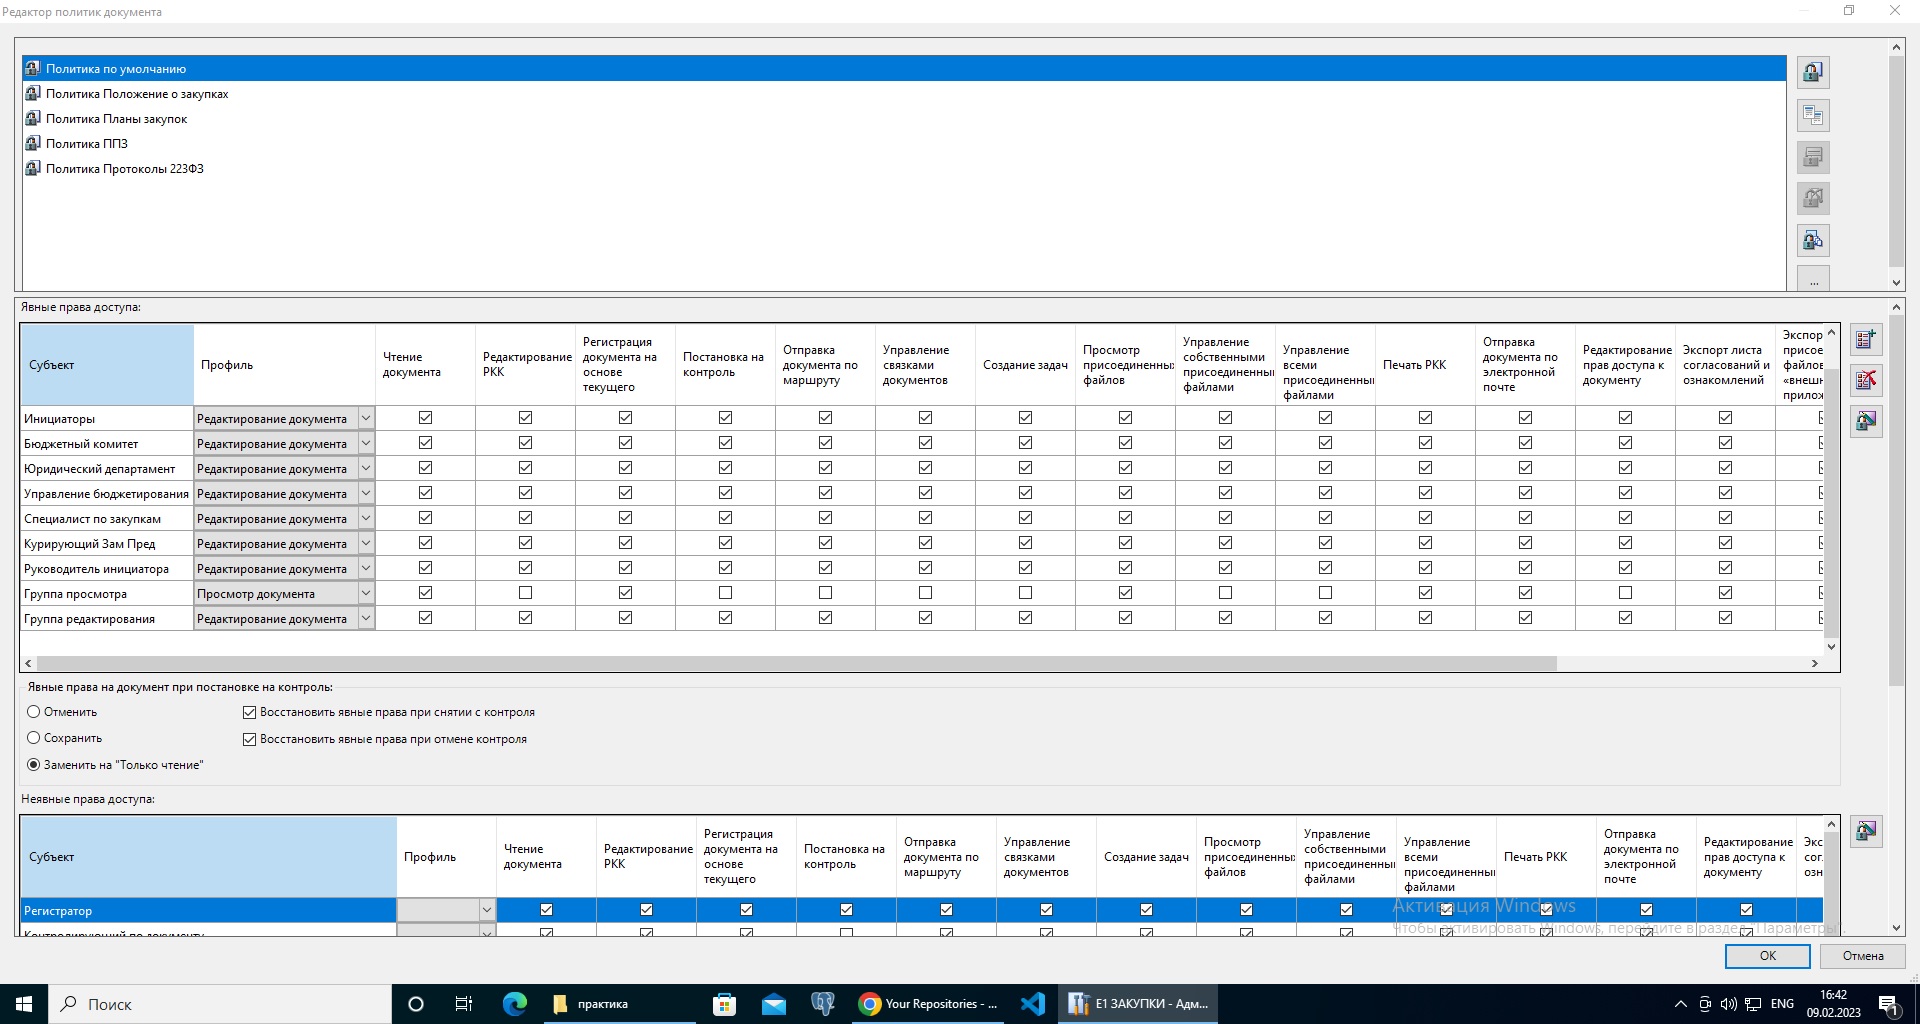 Редактор политик документа
Политика по умолчанию
Политика Положение о закупках
Политика Планы закупок
Политика ППЗ
Политика Протоколы 223ФЗ
...
Явные права доступа:
Субъект
Профиль
Чтение
документа
Редактирование
РКК
Регистрация
документа на
основе
текущего
Постановка на
контроль
Отправка
документа по
маршруту
Управление
связками
документов
Создание задач
Просмотр
присоединенных
файлов
Управление
собственными
присоединенными
файлами
Управление
всеми
присоединенными
файлами
Печать РКК
Отправка
документа по
электронной
почте
Редактирование
прав доступа к
документу
Экспорт листа
согласований и
ознакомлений
Экспор
присое
файлов
«внешн
прилож
Инициаторы Редактирование документа
Бюджетный комитет Редактирование документа
Юридический департамент Редактирование документа
Управление бюджетирования Редактирование документа
Специалист по закупкам Редактирование документа
Курирующий Зам Пред Редактирование документа
Руководитель инициатора Редактирование документа
Группа просмотра Просмотр документа
Группа редактирования Редактирование документа
Явные права на документ при постановке на контроль:
Отменить
Восстановить явные права при снятии с контроля
Сохранить
Восстановить явные права при отмене контроля
Заменить на "Только чтение"
Неявные права доступа:
Субъект
Профиль
Чтение
документа
Редактирование
РКК
Регистрация
документа на
основе
текущего
Постановка на
контроль
Отправка
документа по
маршруту
Управление
связками
документов
Создание задач
Просмотр
присоединенных
файлов
Управление
собственными
присоединенными
файлами
Управление
всеми
присоединенными
файлами
Печать РКК
Отправка
документа по
электронной
почте
Редактирование
прав доступа к
документу
Экс
сог
озн
Регистратор
Контролирующий по документу
Активация Windows
Чтобы активировать Windows, перейдите в раздел "Параметры".
ОК
Отмена
Поиск
практика
Your Repositories - ...
Е1 ЗАКУПКИ - Адм...
ENG
16:42
09.02.2023
1